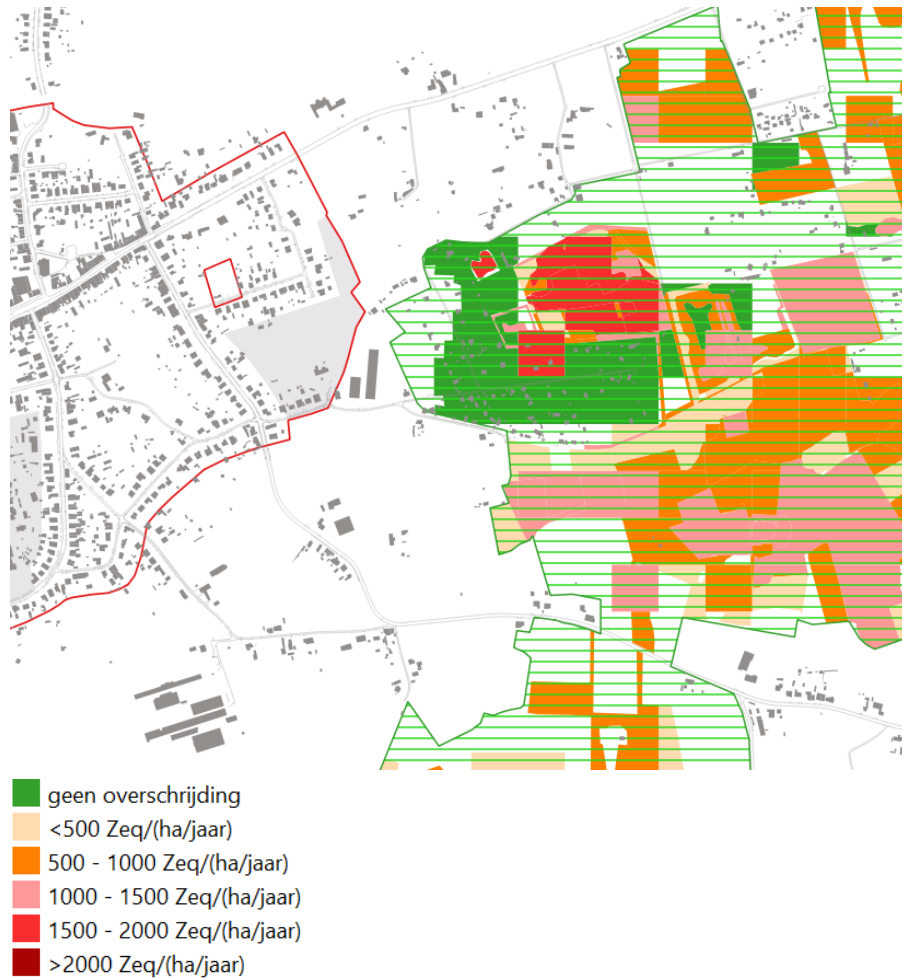 geen overschrijding
<500 Zeq/(ha/jaar)
500 - 1000 Zeq/(ha/jaar)
1000 - 1500 Zeq/(ha/jaar)
1500 - 2000 Zeq/(ha/jaar)
>2000 Zeq/(ha/jaar)